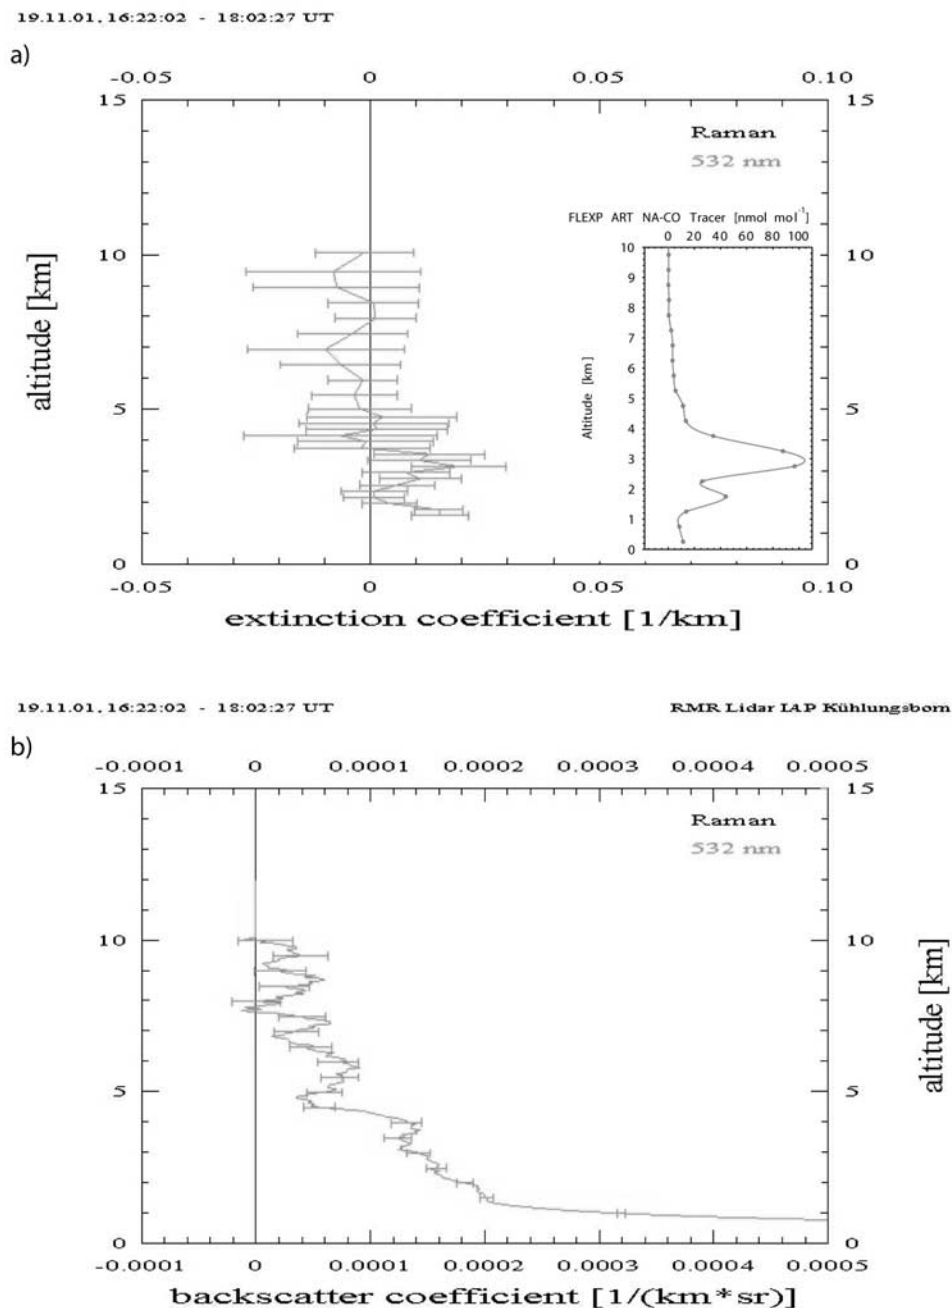 19.11.01, 16:22:02 - 18:02:27 UT
a)
-0.05 0 0.05 0.10
15 15
Raman
532 nm
FLEXP ART NA-CO Tracer [nmol mol-1]
0 20 40 60 80 100
10
9
8
7
6
5
4
3
2
1
0
Altitude [km]
10 10
altitude [km]
5 5
0 0
-0.05 0 0.05 0.10
extinction coefficient [1/km]
19.11.01, 16:22:02 - 18:02:27 UT RMR Lidar IAP Kühlungsborn
b)
-0.0001 0 0.0001 0.0002 0.0003 0.0004 0.0005
15 15
Raman
532 nm
10 10
altitude [km]
5 5
0 0
-0.0001 0 0.0001 0.0002 0.0003 0.0004 0.0005
backscatter coefficient [1/(km*sr)]